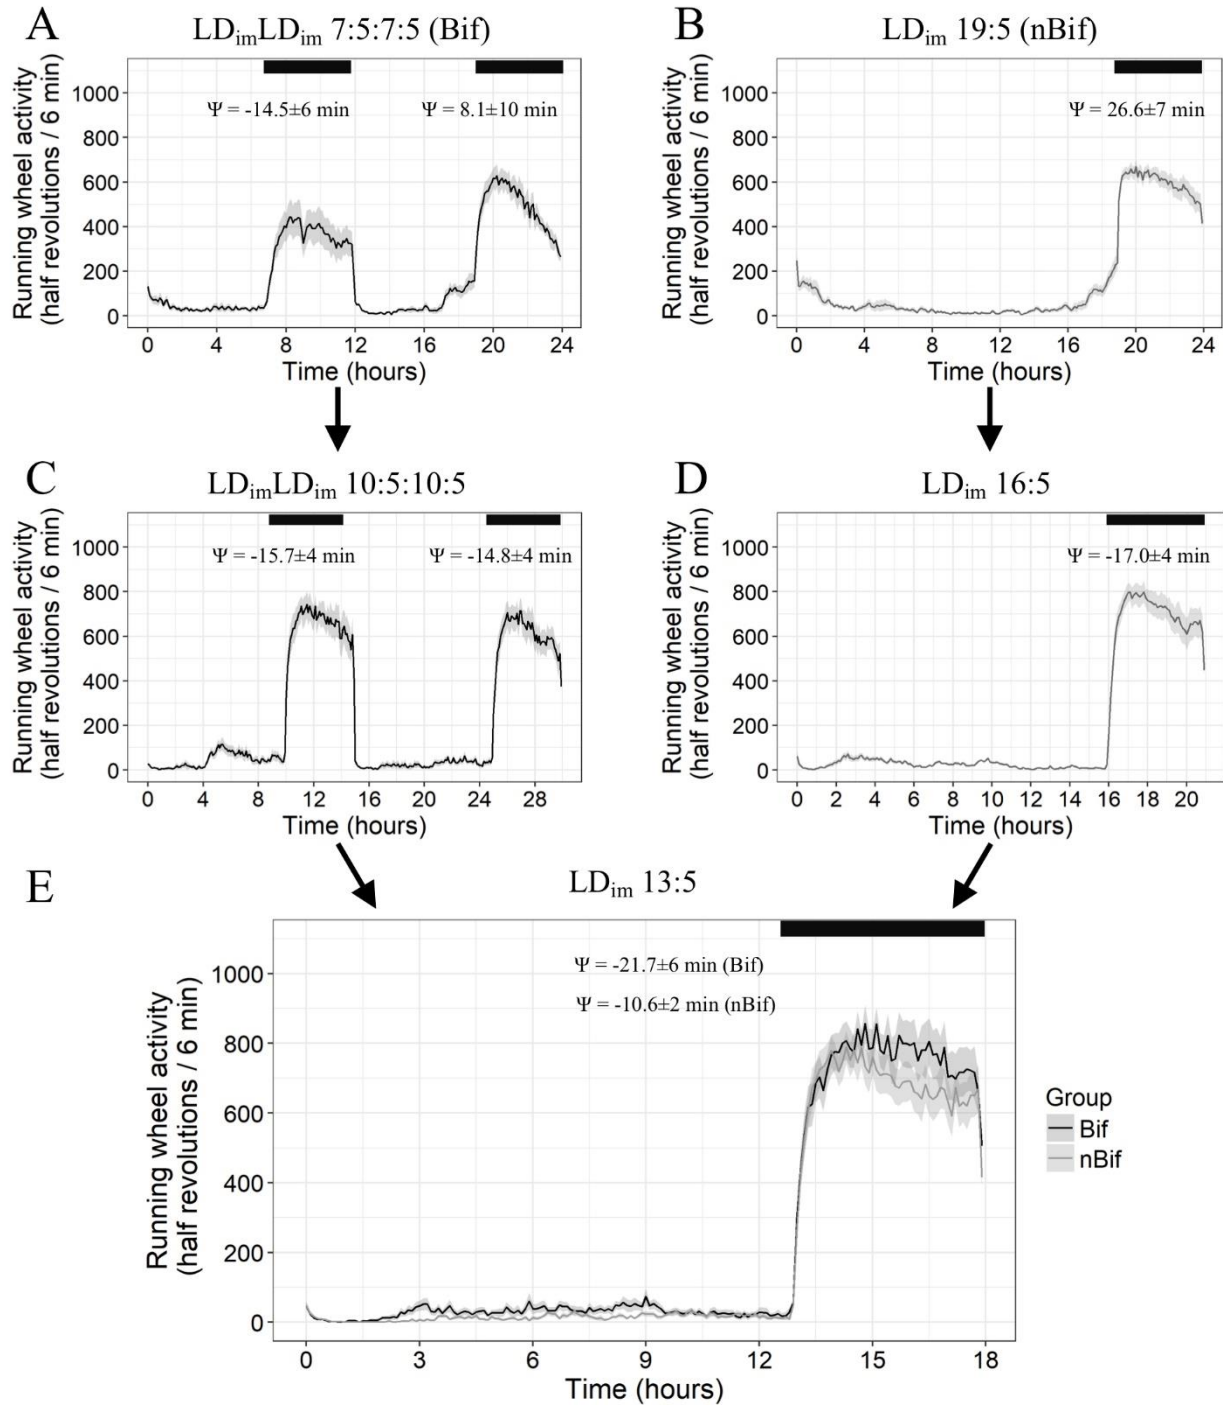 A
LDimLDim 7:5:7:5 (Bif)
Running wheel activity
(half revolutions / 6 min)
1000
800
600
400
200
0
Ψ = -14.5±6 min
Ψ = 8.1±10 min
0 4 8 12 16 20 24
Time (hours)
B
LDim 19:5 (nBif)
Running wheel activity
(half revolutions / 6 min)
1000
800
600
400
200
0
Ψ = 26.6±7 min
0 4 8 12 16 20 24
Time (hours)
C
LDimLDim 10:5:10:5
Running wheel activity
(half revolutions / 6 min)
1000
800
600
400
200
0
Ψ = -15.7±4 min
Ψ = -14.8±4 min
0 4 8 12 16 20 24 28
Time (hours)
D
LDim 16:5
Running wheel activity
(half revolutions / 6 min)
1000
800
600
400
200
0
Ψ = -17.0±4 min
0 2 4 6 8 10 12 14 16 18 20
Time (hours)
E
LDim 13:5
Running wheel activity
(half revolutions / 6 min)
1000
800
600
400
200
0
Ψ = -21.7±6 min (Bif)
Ψ = -10.6±2 min (nBif)
0 3 6 9 12 15 18
Time (hours)
Group
Bif
nBif